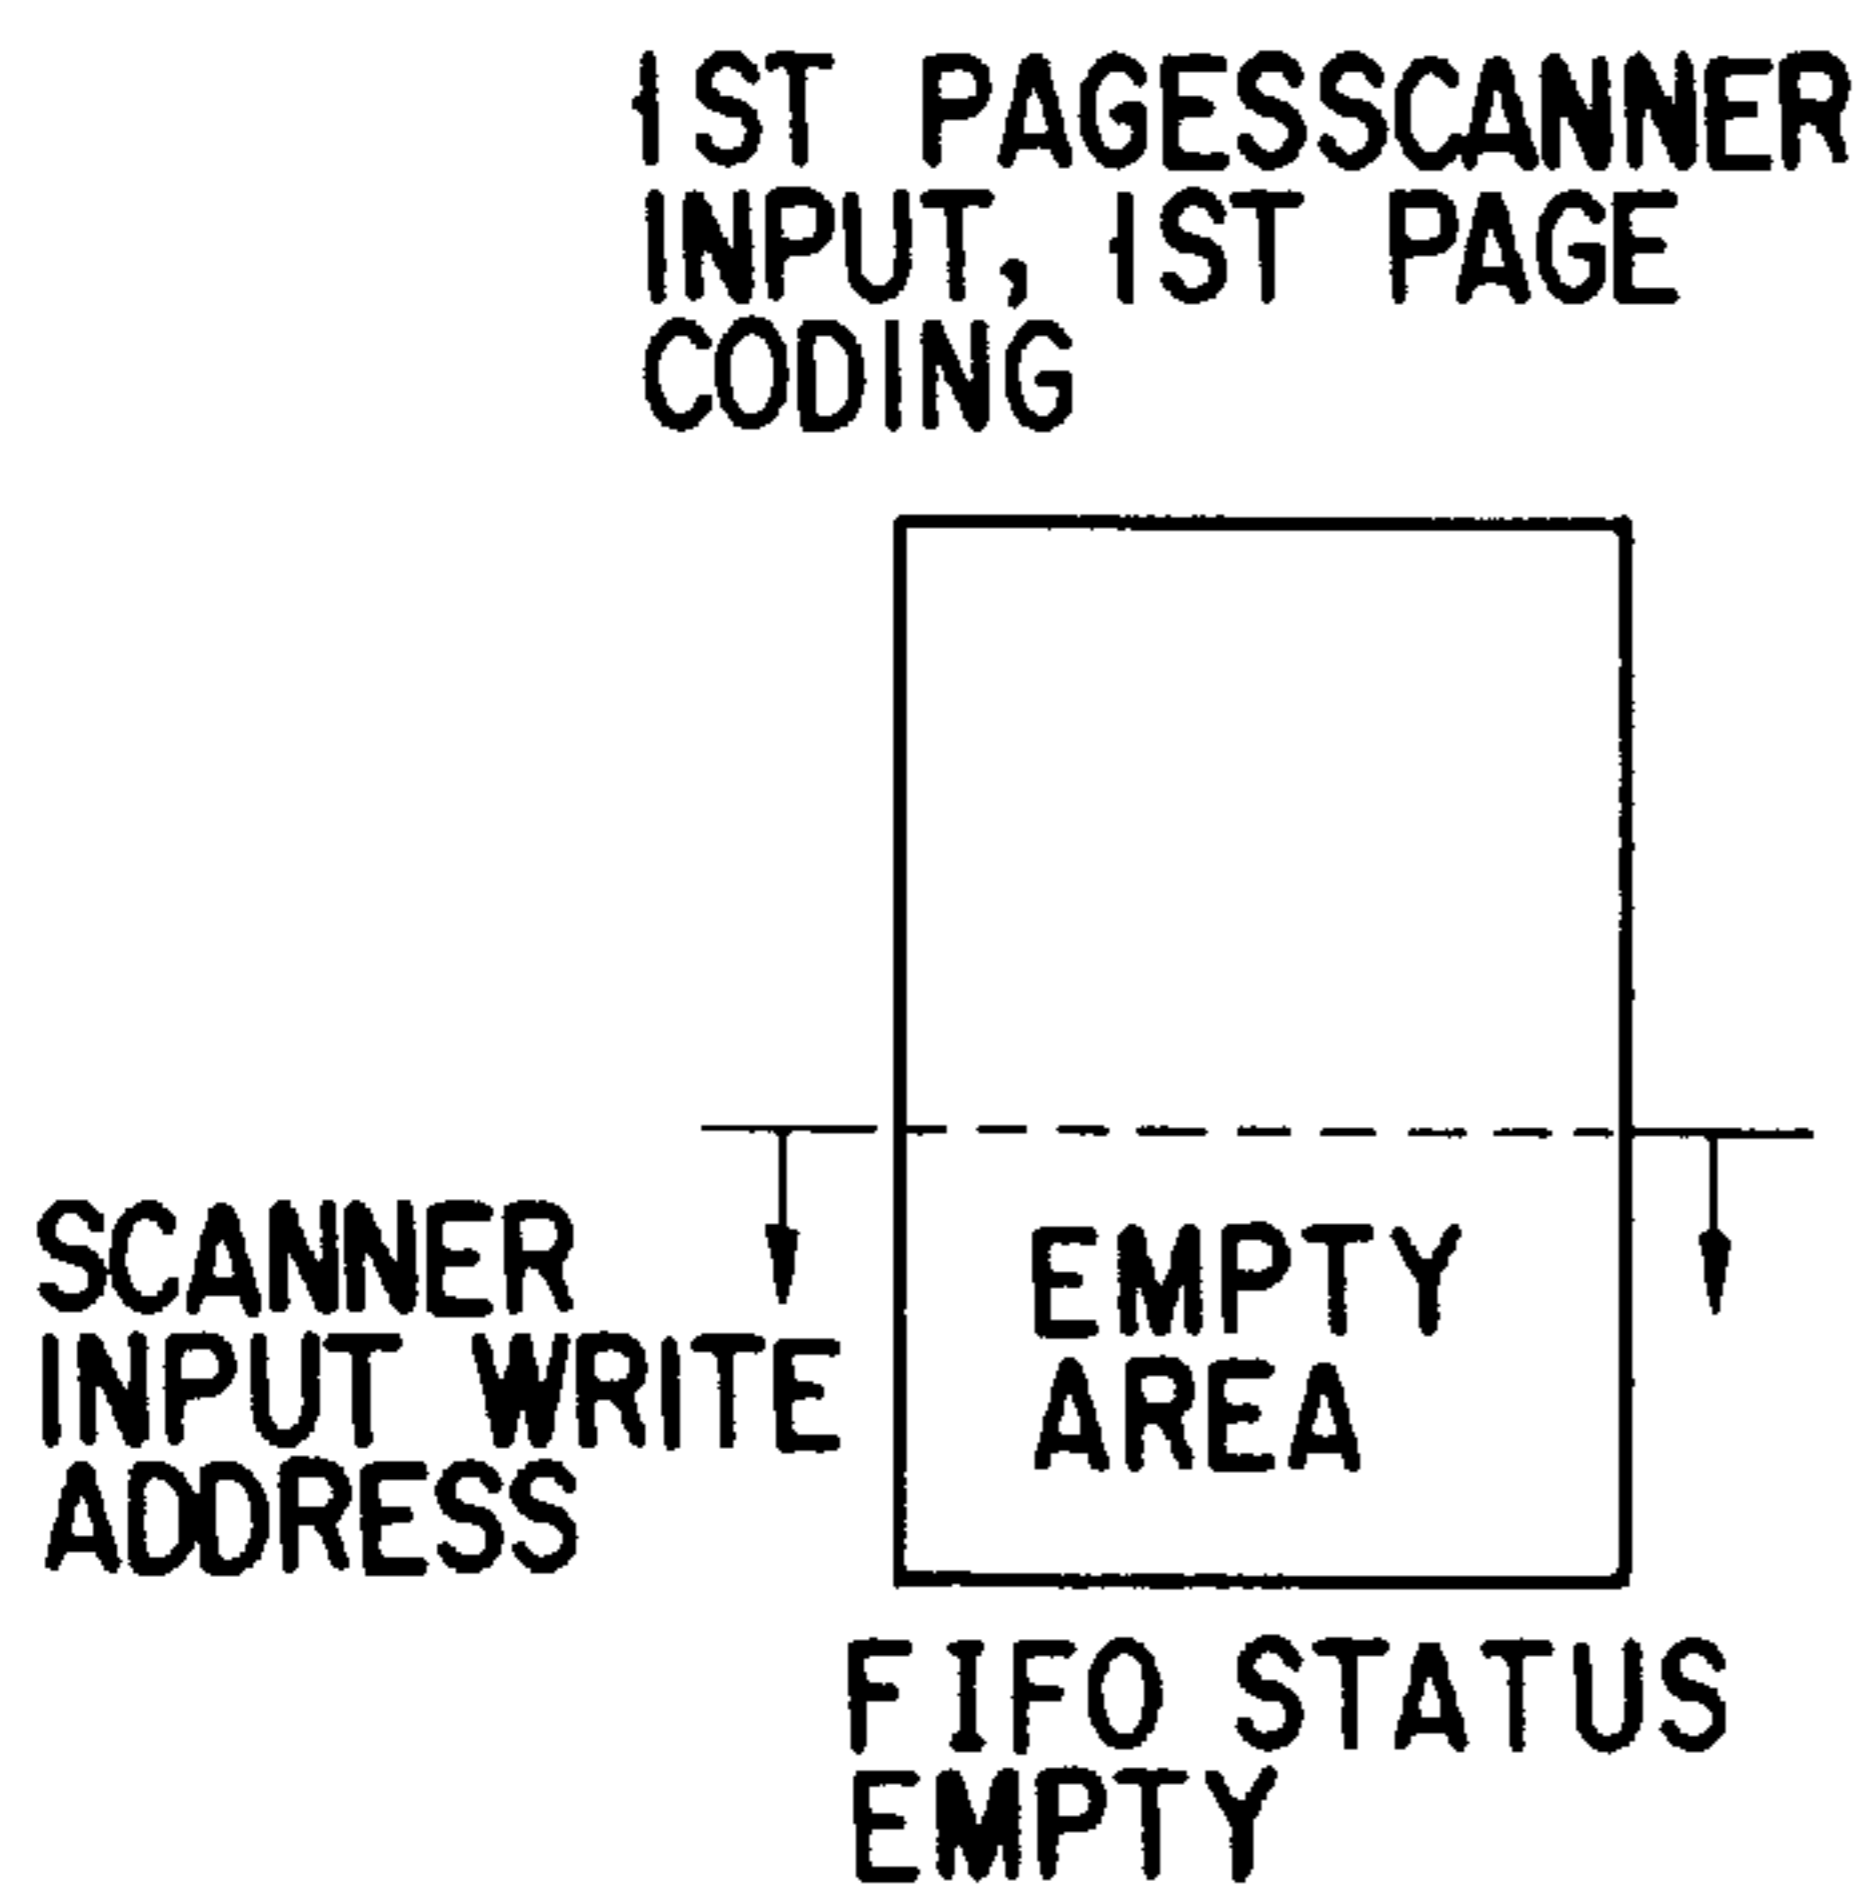 1ST PAGESSCANNER
INPUT, 1ST PAGE
CODING
SCANNER
INPUT WRITE
ADDRESS
EMPTY
AREA
FIFO STATUS
EMPTY